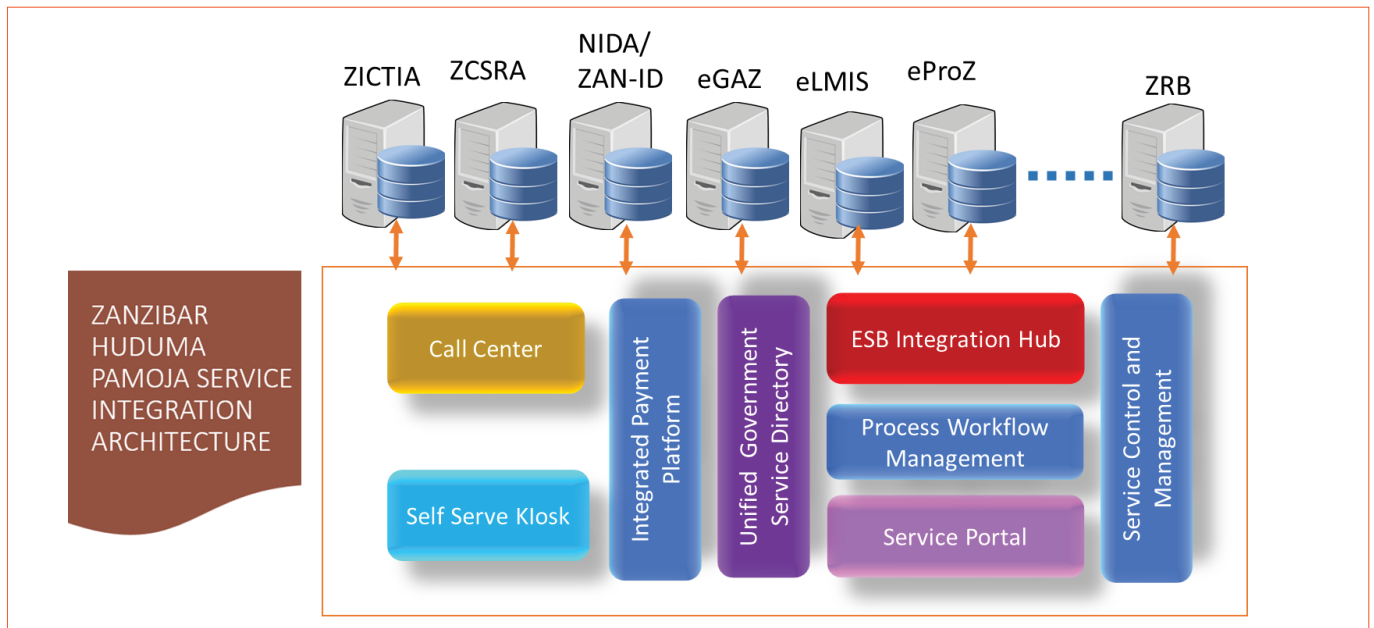 ZICTIA
ZCSRA
NIDA/
ZAN-ID
eGAZ
eLMIS
eProZ
ZRB
ZANZIBAR
HUDUMA
PAMOJA SERVICE
INTEGRATION
ARCHITECTURE
Call Center
Self Serve KIosk
Integrated Payment
Platform
Unified Government
Service Directory
ESB Integration Hub
Process Workflow
Management
Service Portal
Service Control and
Management